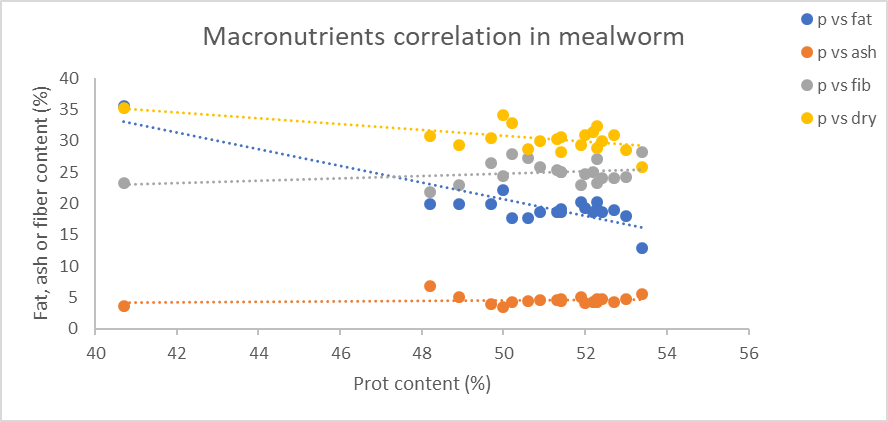 Macronutrients correlation in mealworm
p vs fat
p vs ash
p vs fib
p vs dry
Fat, ash or fiber content (%)
40
35
30
25
20
15
10
5
0
40 42 44 46 48 50 52 54 56
Prot content (%)